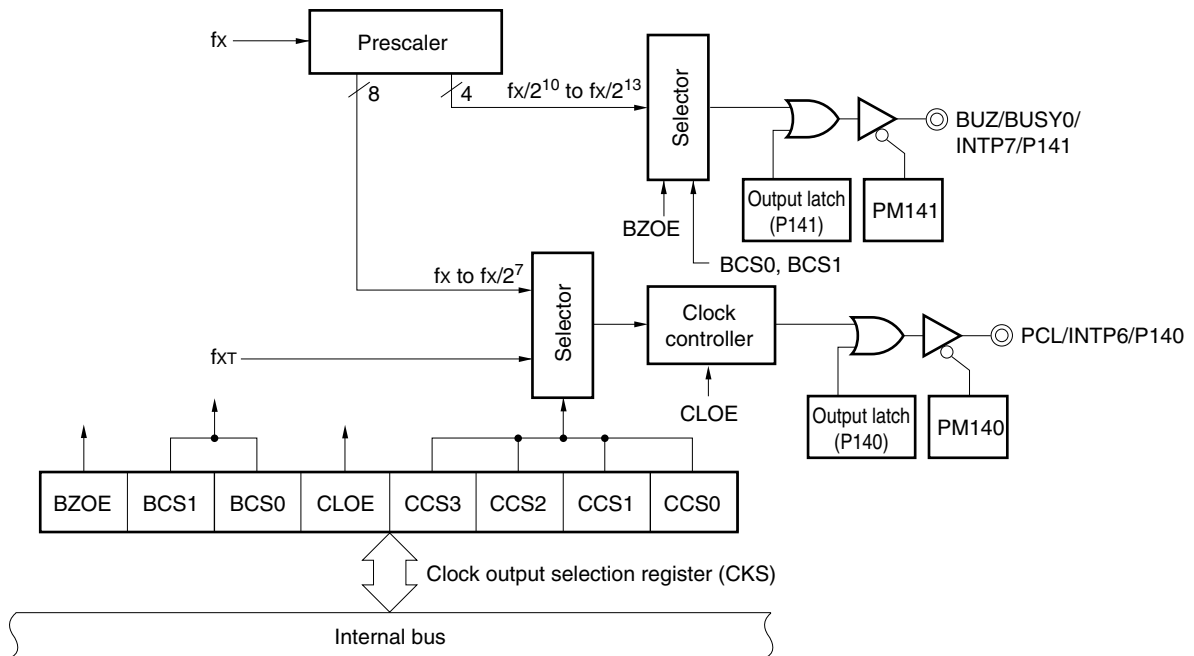 fX
Prescaler
8
4
fX/2^10 to fX/2^13
Selector
BUZ/BUSY0/
INTP7/P141
Output latch
(P141)
PM141
BZOE
BCS0, BCS1
fX to fX/2^7
Selector
Clock
controller
PCL/INTP6/P140
fXT
CLOE
Output latch
(P140)
PM140
BZOE BCS1 BCS0 CLOE CCS3 CCS2 CCS1 CCS0
Clock output selection register (CKS)
Internal bus